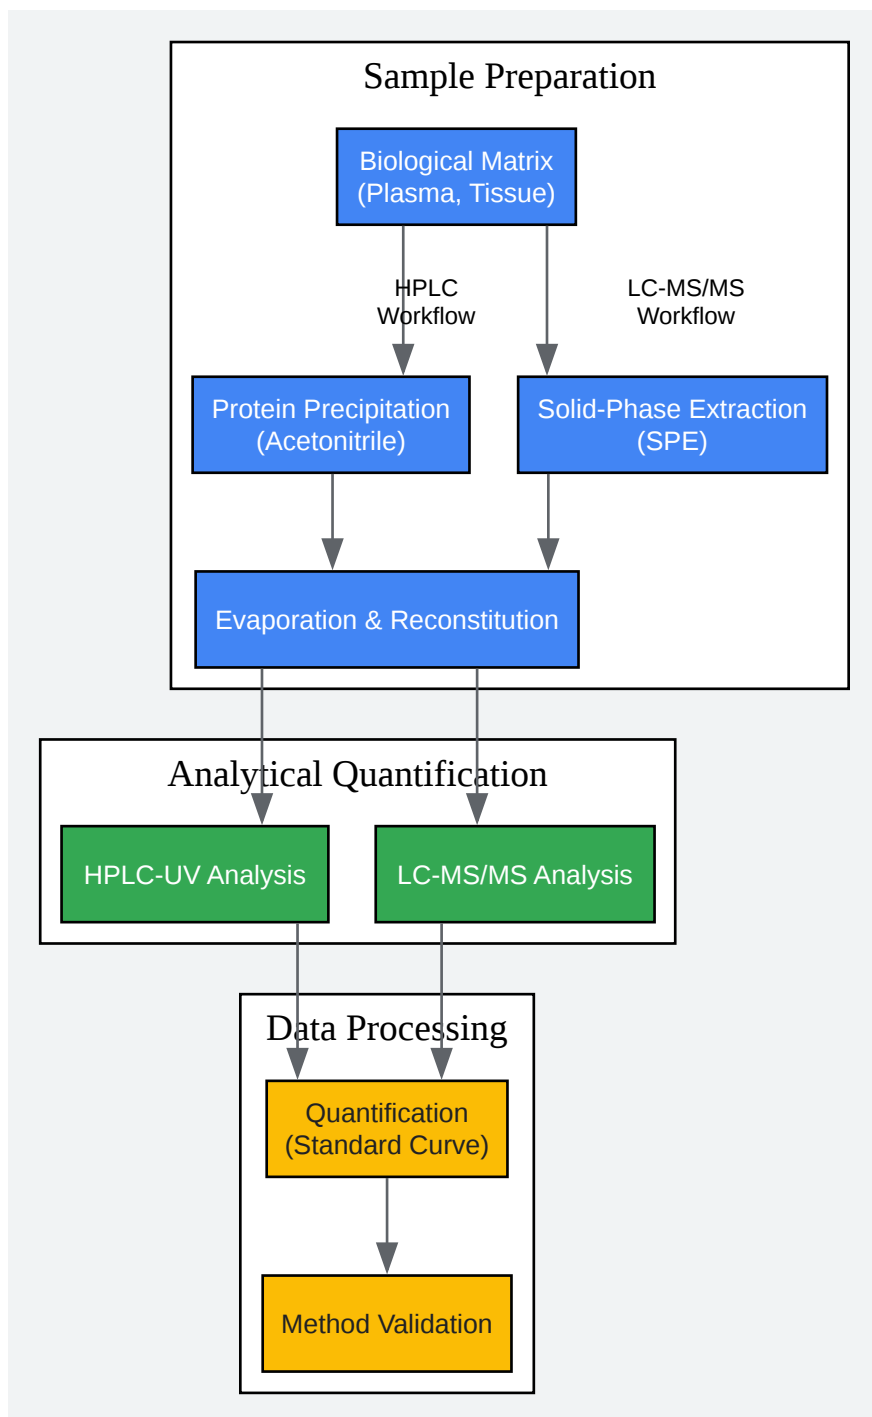 Sample Preparation
Biological Matrix
(Plasma, Tissue)
HPLC
Workflow
LC-MS/MS
Workflow
Protein Precipitation
(Acetonitrile)
Solid-Phase Extraction
(SPE)
Evaporation & Reconstitution
Analytical Quantification
HPLC-UV Analysis
LC-MS/MS Analysis
Data Processing
Quantification
(Standard Curve)
Method Validation